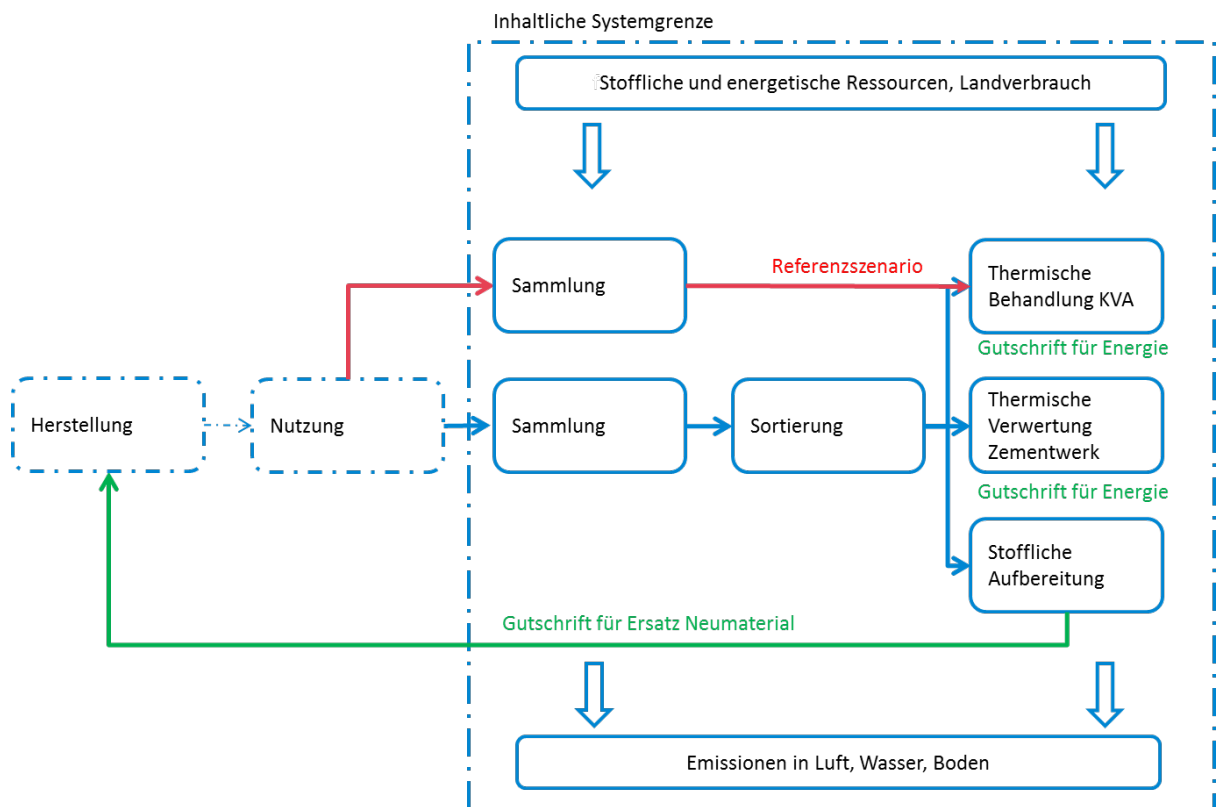 Inhaltliche Systemgrenze
Stoffliche und energetische Ressourcen, Landverbrauch
Sammlung
Referenzszenario
Thermische
Behandlung KVA
Gutschrift für Energie
Herstellung
Nutzung
Sammlung
Sortierung
Thermische
Verwertung
Zementwerk
Gutschrift für Energie
Stoffliche
Aufbereitung
Gutschrift für Ersatz Neumaterial
Emissionen in Luft, Wasser, Boden